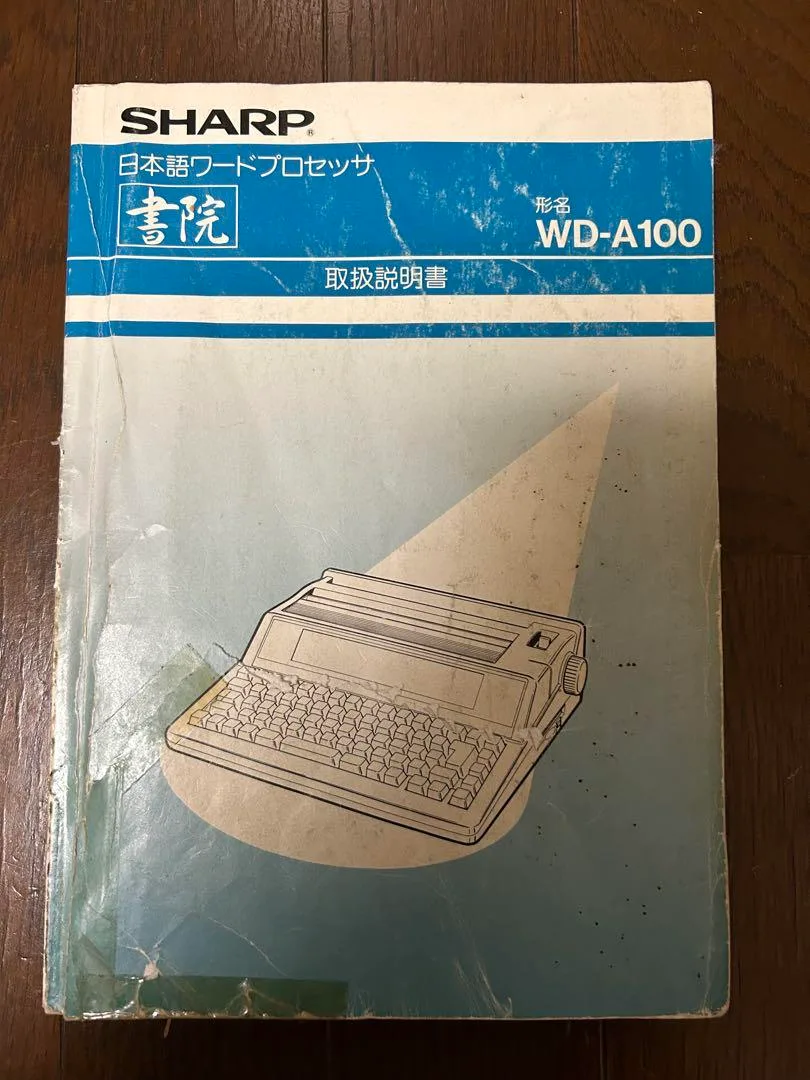 SHARP®
日本語ワードプロセッサ
書院
形名
WD-A100
取扱説明書